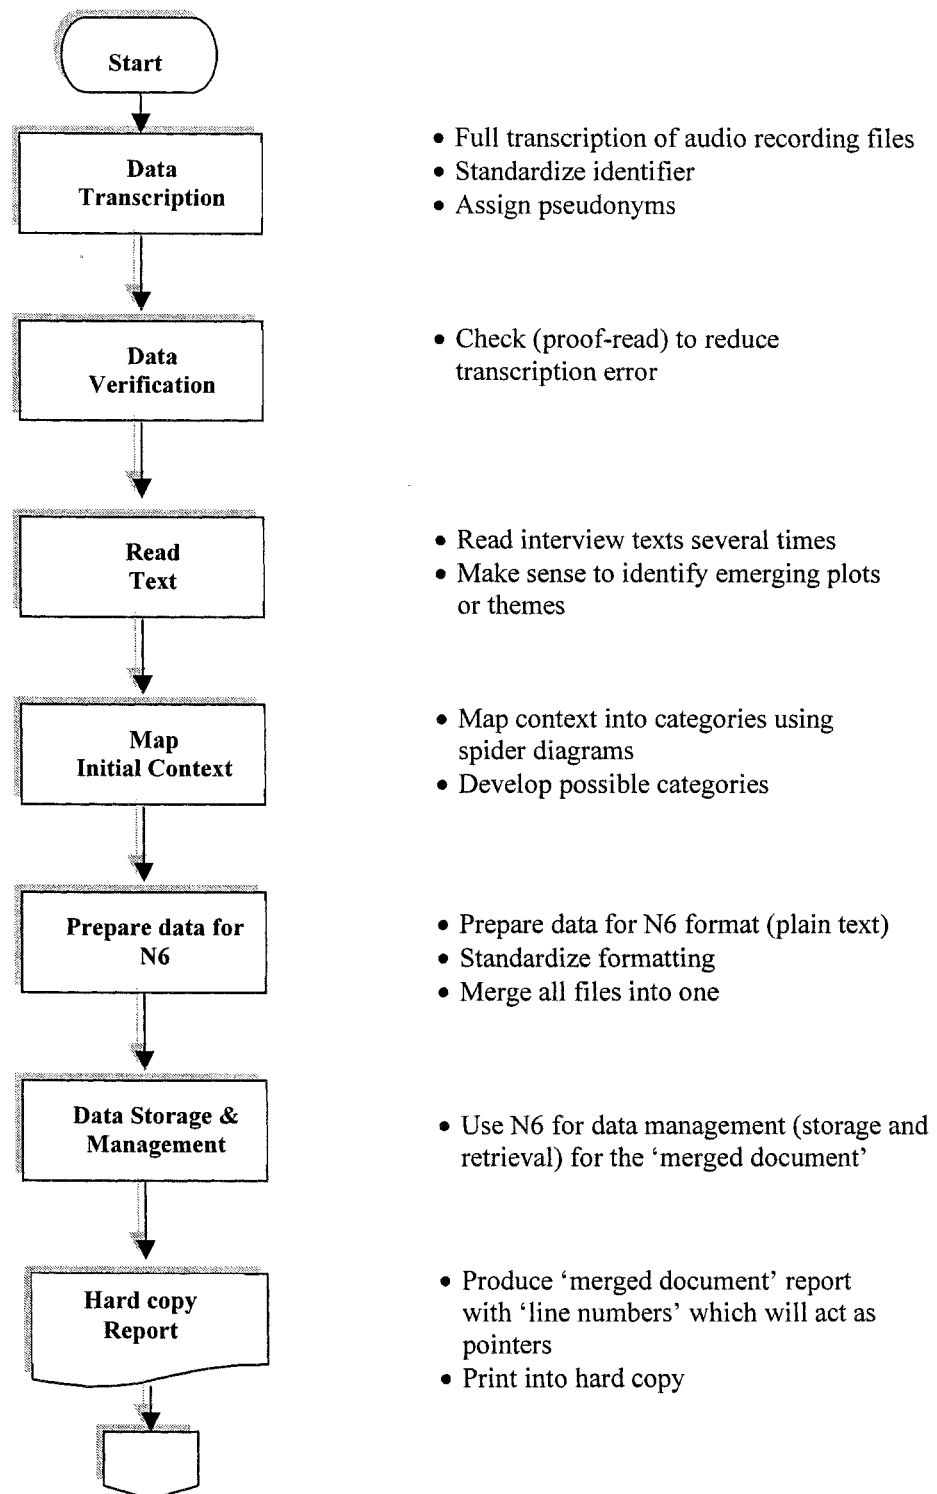 Start
Data
Transcription
• Full transcription of audio recording files
• Standardize identifier
• Assign pseudonyms
Data
Verification
• Check (proof-read) to reduce
transcription error
Read
Text
• Read interview texts several times
• Make sense to identify emerging plots
or themes
Map
Initial Context
• Map context into categories using
spider diagrams
• Develop possible categories
Prepare data for
N6
• Prepare data for N6 format (plain text)
• Standardize formatting
• Merge all files into one
Data Storage &
Management
• Use N6 for data management (storage and
retrieval) for the ‘merged document’
Hard copy
Report
• Produce ‘merged document’ report
with ‘line numbers’ which will act as
pointers
• Print into hard copy